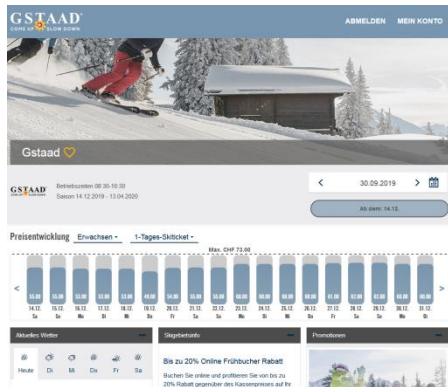 GSTAAD
COME UP SLOW DOWN
ABMELDEN MEIN KONTO
Gstaad
GSTAAD
Saison 14.12.2019 - 13.04.2020
30.09.2019
Ab dem: 14.12.
Preisentwicklung Erwachsen 1-Tages-Skiticket
Max. CHF 73.00
14.12. 15.12. 16.12. 17.12. 18.12. 19.12. 20.12. 21.12. 22.12. 23.12. 24.12. 25.12. 26.12. 27.12. 28.12. 29.12. 30.12. 31.12.
Sa So Mo Di Mi Do Fr Sa So Mo Di Mi Do Fr Sa So Mo Di
Aktuelles Wetter
Heute Di Mi Do Fr Sa
Skigebietsinfo
Bis zu 20% Online Frühbucher Rabatt
Buchen Sie online und profitieren Sie von bis zu
20% Rabatt gegenüber des Kassenpreises auf Ihr
Promotionen